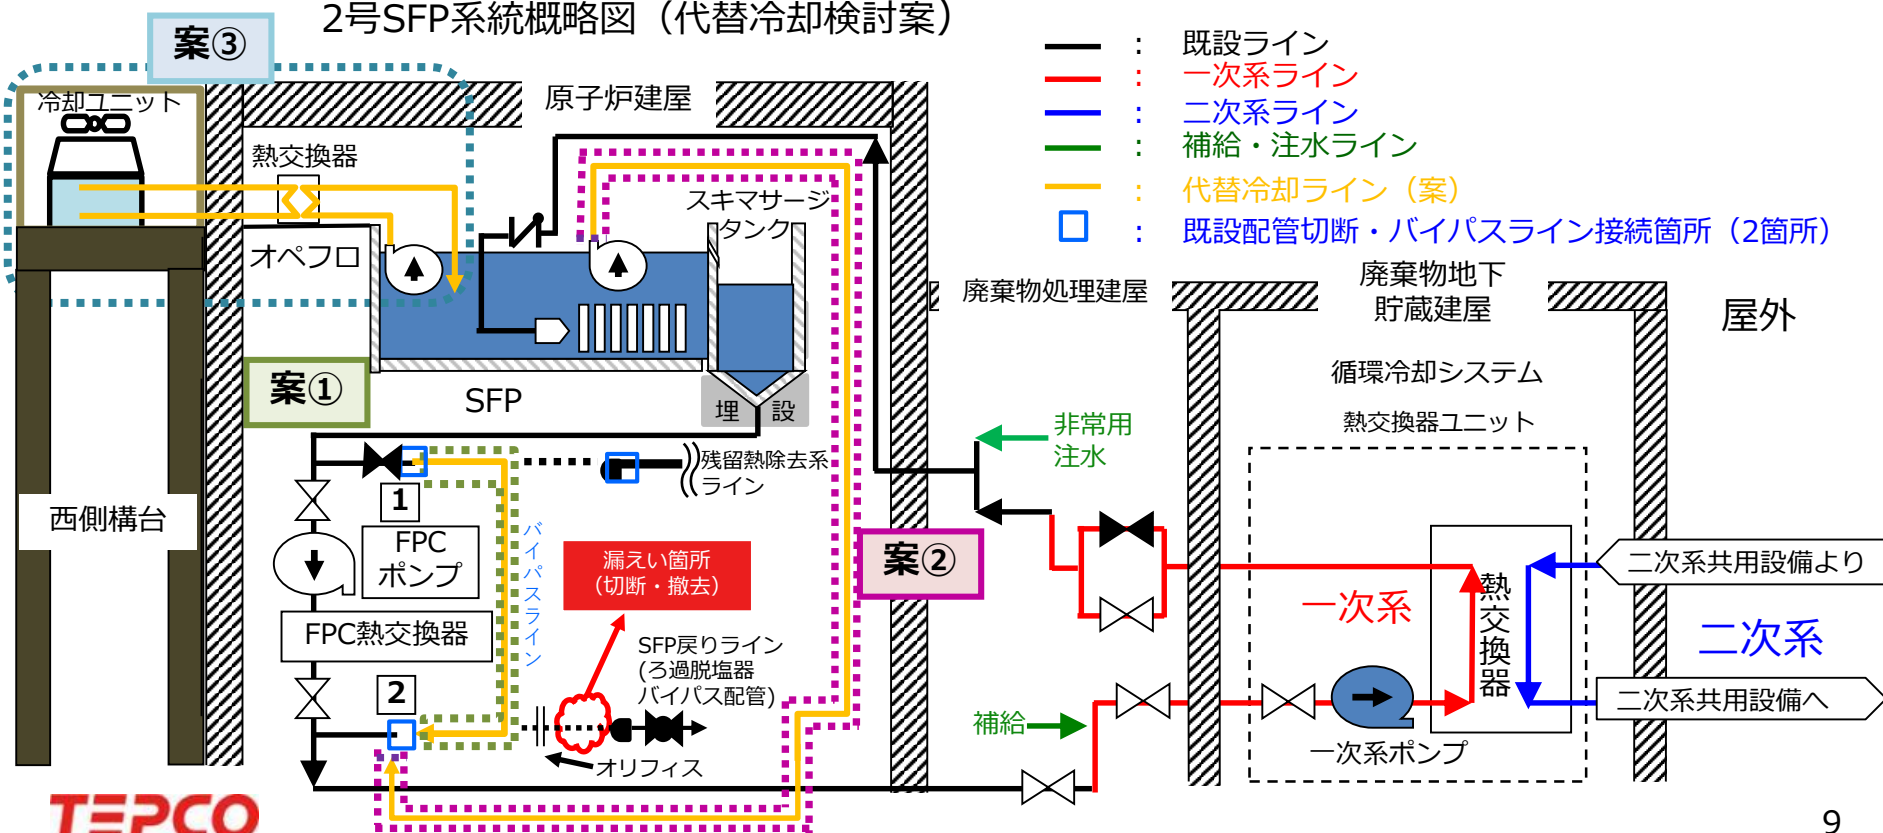 2号SFP系統概略図（代替冷却検討案）
案③
冷却ユニット
原子炉建屋
熱交換器
スキマサージ
タンク
オペフロ
案①
SFP
埋 設
残留熱除去系
ライン
1
西側構台
FPC
ポンプ
バイパスライン
漏えい箇所
(切断・撤去)
案②
FPC熱交換器
SFP戻りライン
(ろ過脱塩器
バイパス配管)
2
オリフィス
： 既設ライン
： 一次系ライン
： 二次系ライン
： 補給・注水ライン
： 代替冷却ライン（案）
： 既設配管切断・バイパスライン接続箇所（2箇所）
廃棄物処理建屋
廃棄物地下
貯蔵建屋
屋外
循環冷却システム
熱交換器ユニット
非常用
注水
一次系
熱交換器
二次系共用設備より
二次系
二次系共用設備へ
補給
一次系ポンプ
TEPCO
9